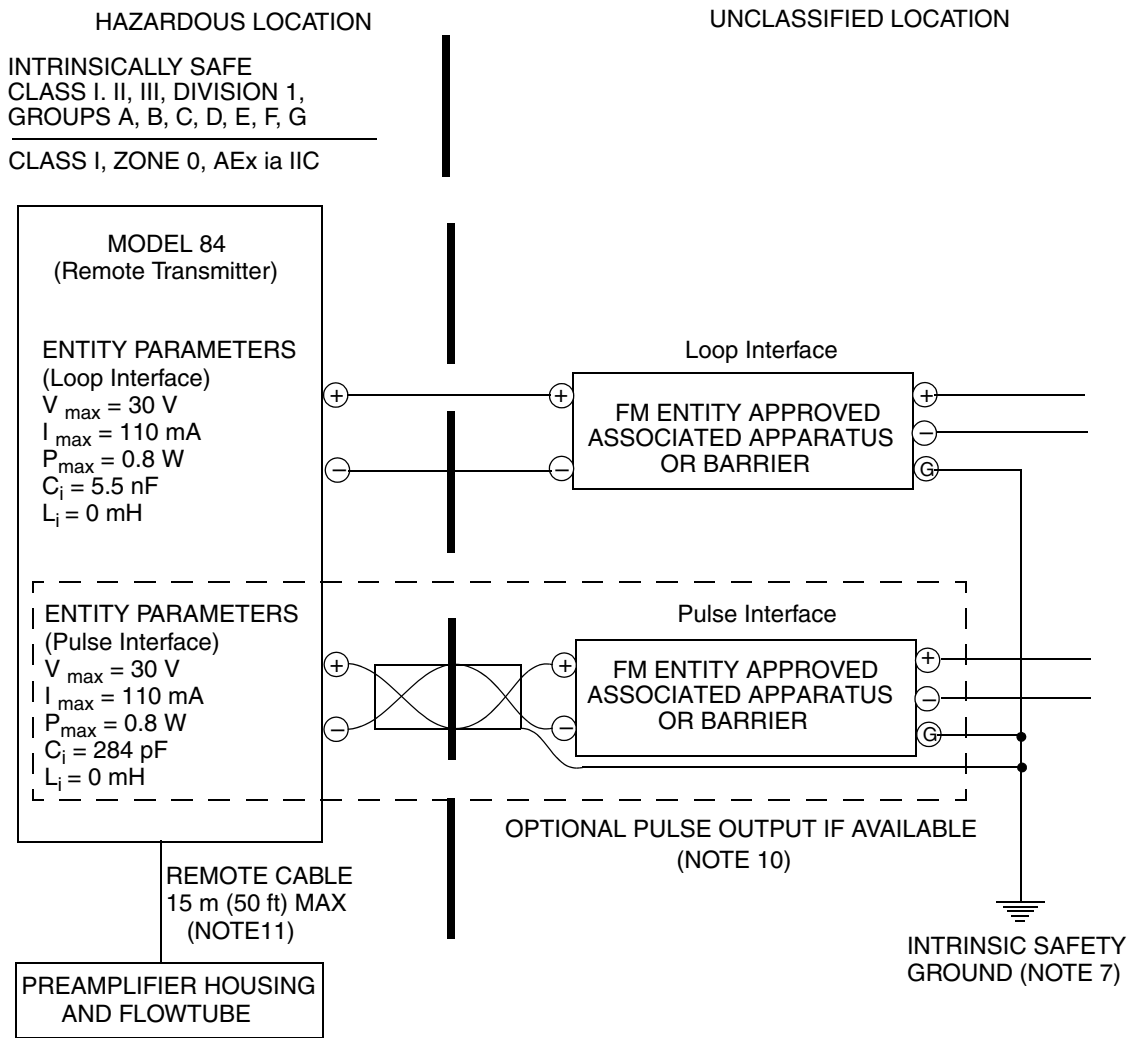 HAZARDOUS LOCATION
UNCLASSIFIED LOCATION
INTRINSICALLY SAFE
CLASS I. II, III, DIVISION 1,
GROUPS A, B, C, D, E, F, G
CLASS I, ZONE 0, AEx ia IIC
MODEL 84
(Remote Transmitter)
ENTITY PARAMETERS
(Loop Interface)
V max = 30 V
I max = 110 mA
Pmax = 0.8 W
Ci = 5.5 nF
Li = 0 mH
+
−
Loop Interface
+
−
FM ENTITY APPROVED
ASSOCIATED APPARATUS
OR BARRIER
+
−
G
ENTITY PARAMETERS
(Pulse Interface)
V max = 30 V
I max = 110 mA
Pmax = 0.8 W
Ci = 284 pF
Li = 0 mH
+
−
Pulse Interface
+
−
FM ENTITY APPROVED
ASSOCIATED APPARATUS
OR BARRIER
+
−
G
OPTIONAL PULSE OUTPUT IF AVAILABLE
(NOTE 10)
REMOTE CABLE
15 m (50 ft) MAX
(NOTE11)
PREAMPLIFIER HOUSING
AND FLOWTUBE
INTRINSIC SAFETY
GROUND (NOTE 7)